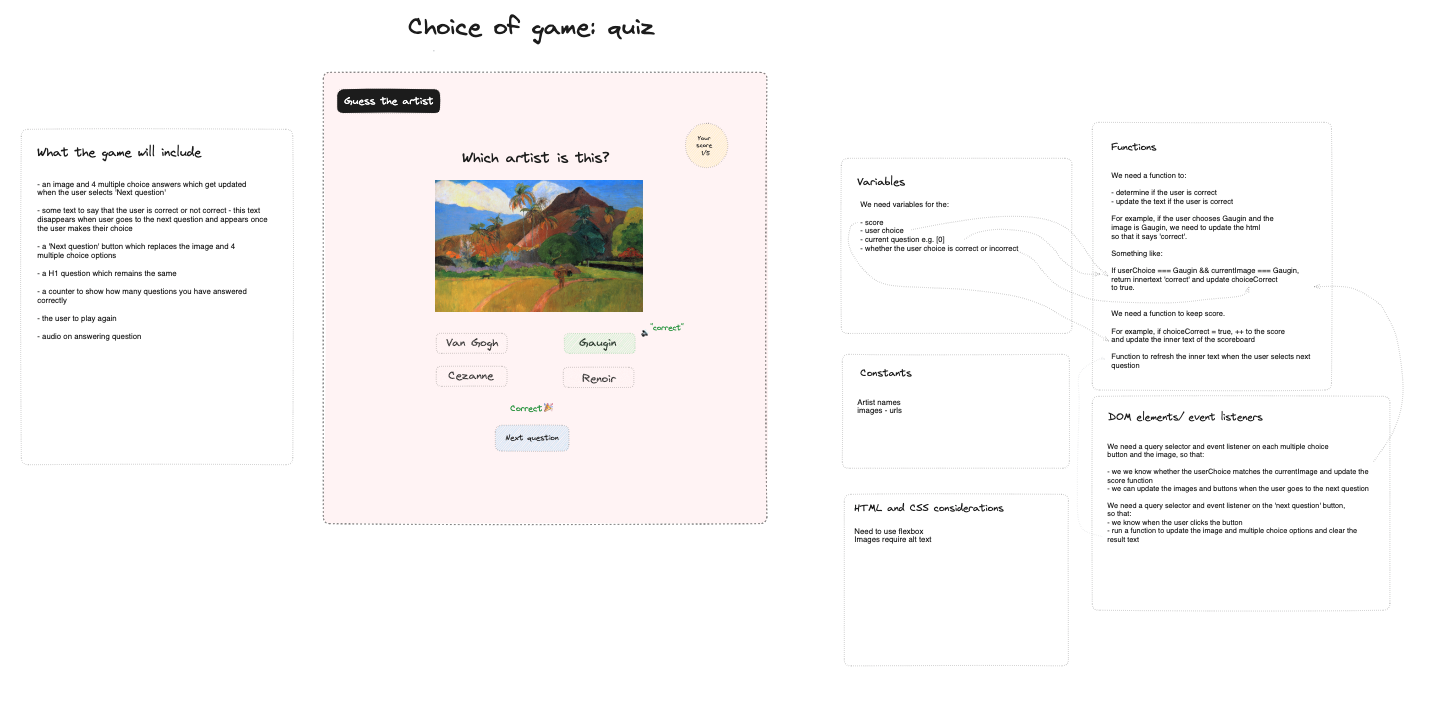 Choice of game: quiz
What the game will include
- an image and 4 multiple choice answers which get updated
when the user selects 'Next question'
- some text to say that the user is correct or not correct - this text
disappears when user goes to the next question and appears once
the user makes their choice
- a 'Next question' button which replaces the image and 4
multiple choice options
- a H1 question which remains the same
- a counter to show how many questions you have answered
correctly
- the user to play again
- audio on answering question
Guess the artist
Your
score
1/5
Which artist is this?
"correct"
Van Gogh
Gaugin
Cezanne
Renoir
Correct🎉
Next question
Variables
We need variables for the:
- score
- user choice
- current question e.g. [0]
- whether the user choice is correct or incorrect
Constants
Artist names
images - urls
HTML and CSS considerations
Need to use flexbox
Images require alt text
Functions
We need a function to:
- determine if the user is correct
- update the text if the user is correct
For example, if the user chooses Gaugin and the
image is Gaugin, we need to update the html
so that it says 'correct'.
Something like:
If userChoice === Gaugin && currentImage === Gaugin,
return innertext 'correct' and update choiceCorrect
to true.
We need a function to keep score.
For example, if choiceCorrect = true, ++ to the score
and update the inner text of the scoreboard
Function to refresh the inner text when the user selects next
question
DOM elements/ event listeners
We need a query selector and event listener on each multiple choice
button and the image, so that:
- we we know whether the userChoice matches the currentImage and update the
score function
- we can update the images and buttons when the user goes to the next question
We need a query selector and event listener on the 'next question' button,
so that:
- we know when the user clicks the button
- run a function to update the image and multiple choice options and clear the
result text